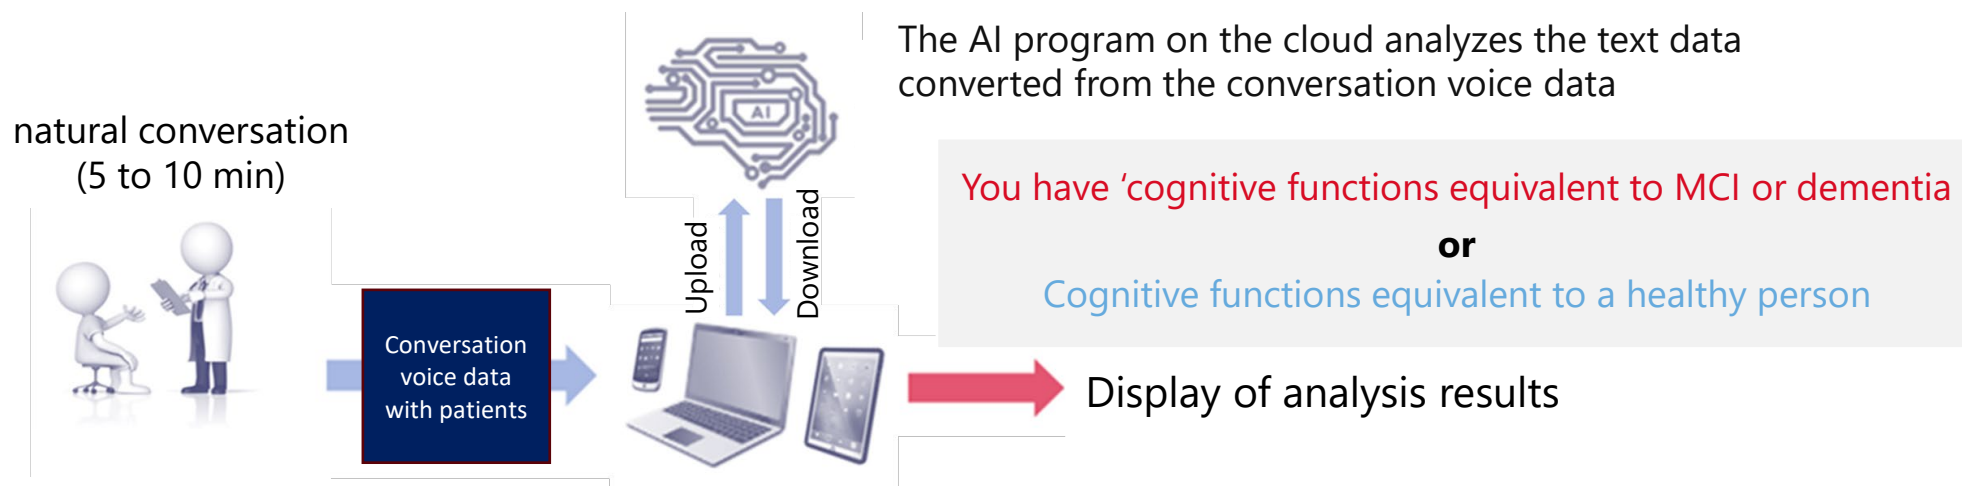 The AI program on the cloud analyzes the text data
converted from the conversation voice data
natural conversation
(5 to 10 min)
AI
Upload
Download
You have ‘cognitive functions equivalent to MCI or dementia
or
Cognitive functions equivalent to a healthy person
Conversation
voice data
with patients
Display of analysis results